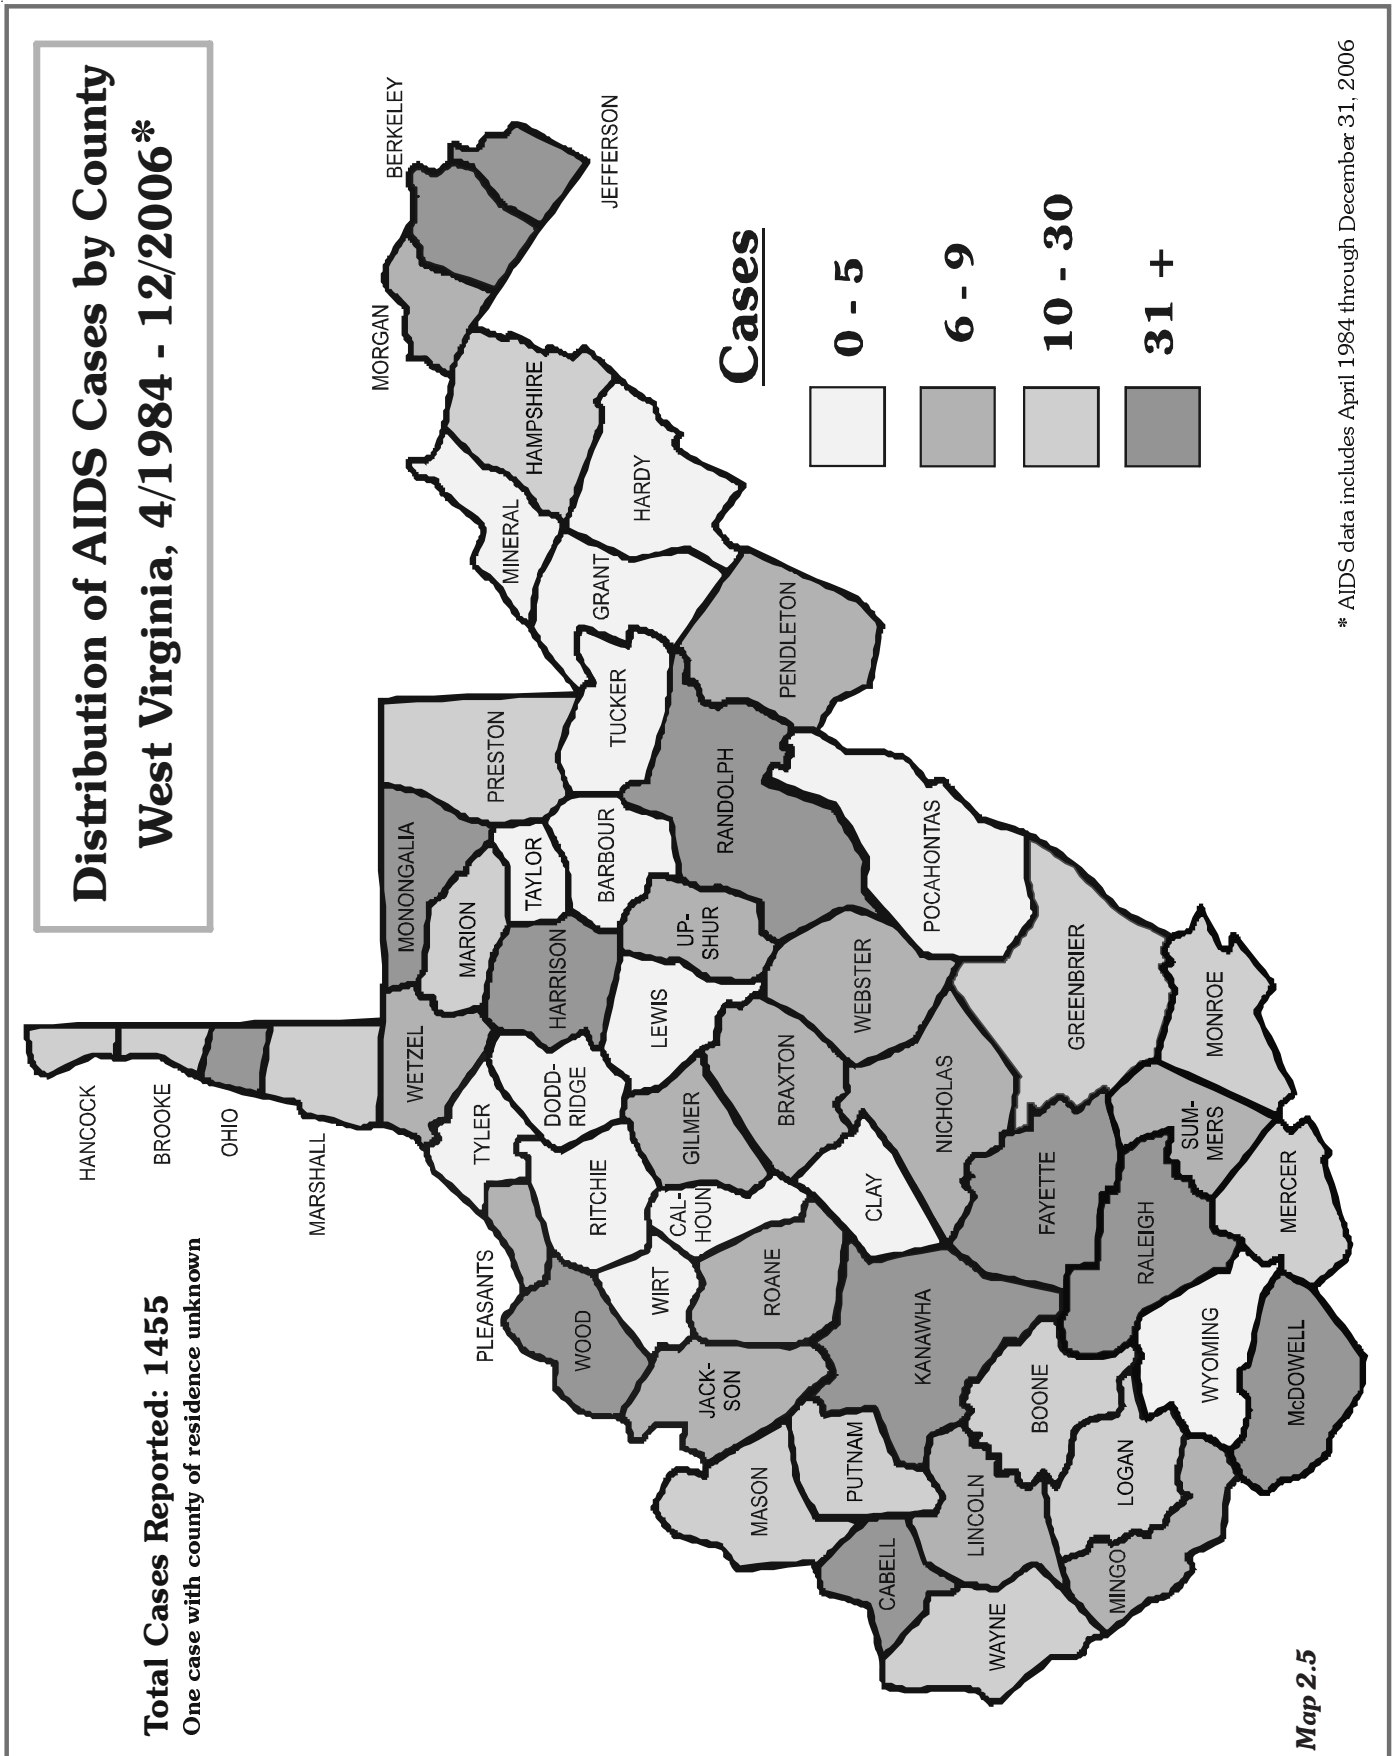 Distribution of AIDS Cases by County
West Virginia, 4/1984 - 12/2006*
Total Cases Reported: 1455
One case with county of residence unknown
HANCOCK
BROOKE
OHIO
MARSHALL
WETZEL
MONONGALIA
MARION
PRESTON
TAYLOR
HARRISON
BARBOUR
TUCKER
MINERAL
GRANT
HAMPSHIRE
HARDY
MORGAN
BERKELEY
JEFFERSON
PLEASANTS
TYLER
DODD-
RIDGE
RITCHIE
WOOD
WIRT
CAL-
HOUN
GILMER
LEWIS
UP-
SHUR
RANDOLPH
PENDLETON
JACK-
SON
ROANE
BRAXTON
WEBSTER
POCAHONTAS
MASON
PUTNAM
KANAWHA
CLAY
NICHOLAS
GREENBRIER
CABELL
LINCOLN
BOONE
FAYETTE
WAYNE
MINGO
LOGAN
RALEIGH
SUM-
MERS
MONROE
WYOMING
MERCER
McDOWELL
Cases
0 - 5
6 - 9
10 - 30
31 +
Map 2.5
* AIDS data includes April 1984 through December 31, 2006